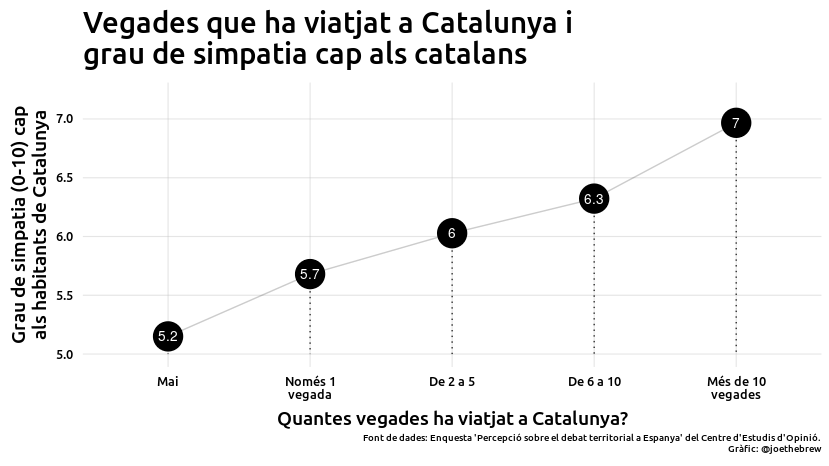 Vegades que ha viatjat a Catalunya i
grau de simpatia cap als catalans
Grau de simpatia (0-10) cap
als habitants de Catalunya
7.0
6.5
6.0
5.5
5.0
5.2
5.7
6
6.3
7
Mai
Només 1
vegada
De 2 a 5
De 6 a 10
Més de 10
vegades
Quantes vegades ha viatjat a Catalunya?
Font de dades: Enquesta 'Percepció sobre el debat territorial a Espanya' del Centre d'Estudis d'Opinió.
Gràfic: @joethebrew